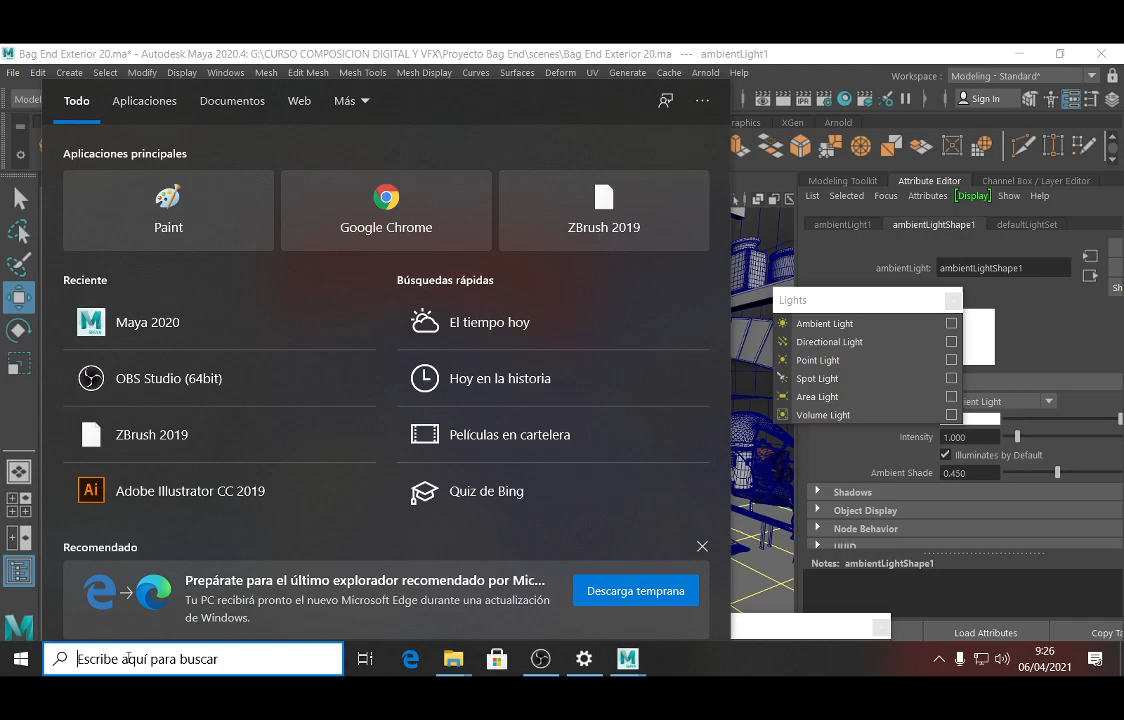 Bag End Exterior 20.ma* - Autodesk Maya 2020.4: G:\CURSO COMPOSICION DIGITAL Y VFX\Proyecto Bag End\scenes\Bag End Exterior 20.ma --- ambientLight1
File Edit Create Select Modify Display Windows Mesh Edit Mesh Mesh Tools Mesh Display Curves Surfaces Deform UV Generate Cache Arnold Help
Workspace : Modeling - Standard*
Sign In
Todo Aplicaciones Documentos Web Más
XGen Arnold
Aplicaciones principales
Paint
Google Chrome
ZBrush 2019
Reciente
Maya 2020
OBS Studio (64bit)
ZBrush 2019
Adobe Illustrator CC 2019
Búsquedas rápidas
El tiempo hoy
Hoy en la historia
Películas en cartelera
Quiz de Bing
Recomendado
Prepárate para el último explorador recomendado por Mic...
Tu PC recibirá pronto el nuevo Microsoft Edge durante una actualización
de Windows.
Descarga temprana
Modeling Toolkit Attribute Editor Channel Box / Layer Editor
List Selected Focus Attributes Display Show Help
ambientLight1 ambientLightShape1 defaultLightSet
ambientLight: ambientLightShape1
Sh
Lights
Ambient Light
Directional Light
Point Light
Spot Light
Area Light
Volume Light
ent Light
Intensity 1.000
Illuminates by Default
Ambient Shade 0.450
Shadows
Object Display
Node Behavior
UUID
Notes: ambientLightShape1
Load Attributes Copy Ta
Escribe aquí para buscar
9:26
06/04/2021